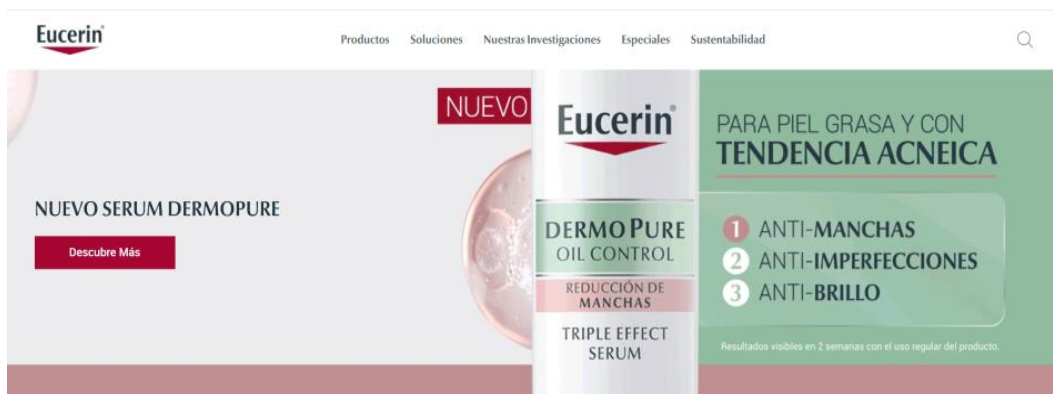 Eucerin
Productos Soluciones Nuestras Investigaciones Especiales Sustentabilidad
NUEVO SERUM DERMOPURE
Descubre Más
NUEVO
Eucerin
DERMO PURE
OIL CONTROL
REDUCCIÓN DE
MANCHAS
TRIPLE EFFECT
SERUM
PARA PIEL GRASA Y CON
TENDENCIA ACNEICA
1 ANTI-MANCHAS
2 ANTI-IMPERFECCIONES
3 ANTI-BRILLO
Resultados visibles en 2 semanas con el uso regular del producto.